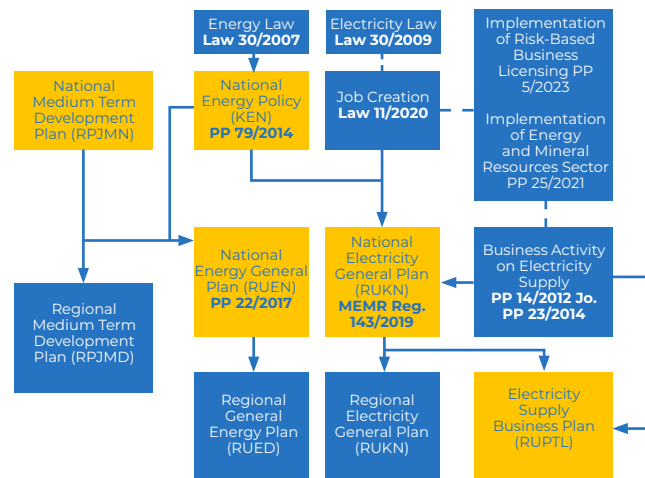 Energy Law
Law 30/2007
Electricity Law
Law 30/2009
Implementation
of Risk-Based
Business
Licensing PP
5/2023
Implementation
of Energy
and Mineral
Resources Sector
PP 25/2021
National
Medium Term
Development
Plan (RPJMN)
National
Energy Policy
(KEN)
PP 79/2014
Job Creation
Law 11/2020
National
Energy General
Plan (RUEN)
PP 22/2017
National
Electricity
General Plan
(RUKN)
MEMR Reg.
143/2019
Business Activity
on Electricity
Supply
PP 14/2012 Jo.
PP 23/2014
Regional
Medium Term
Development
Plan (RPJMD)
Regional
General
Energy Plan
(RUED)
Regional
Electricity
General Plan
(RUKN)
Electricity
Supply
Business Plan
(RUPTL)